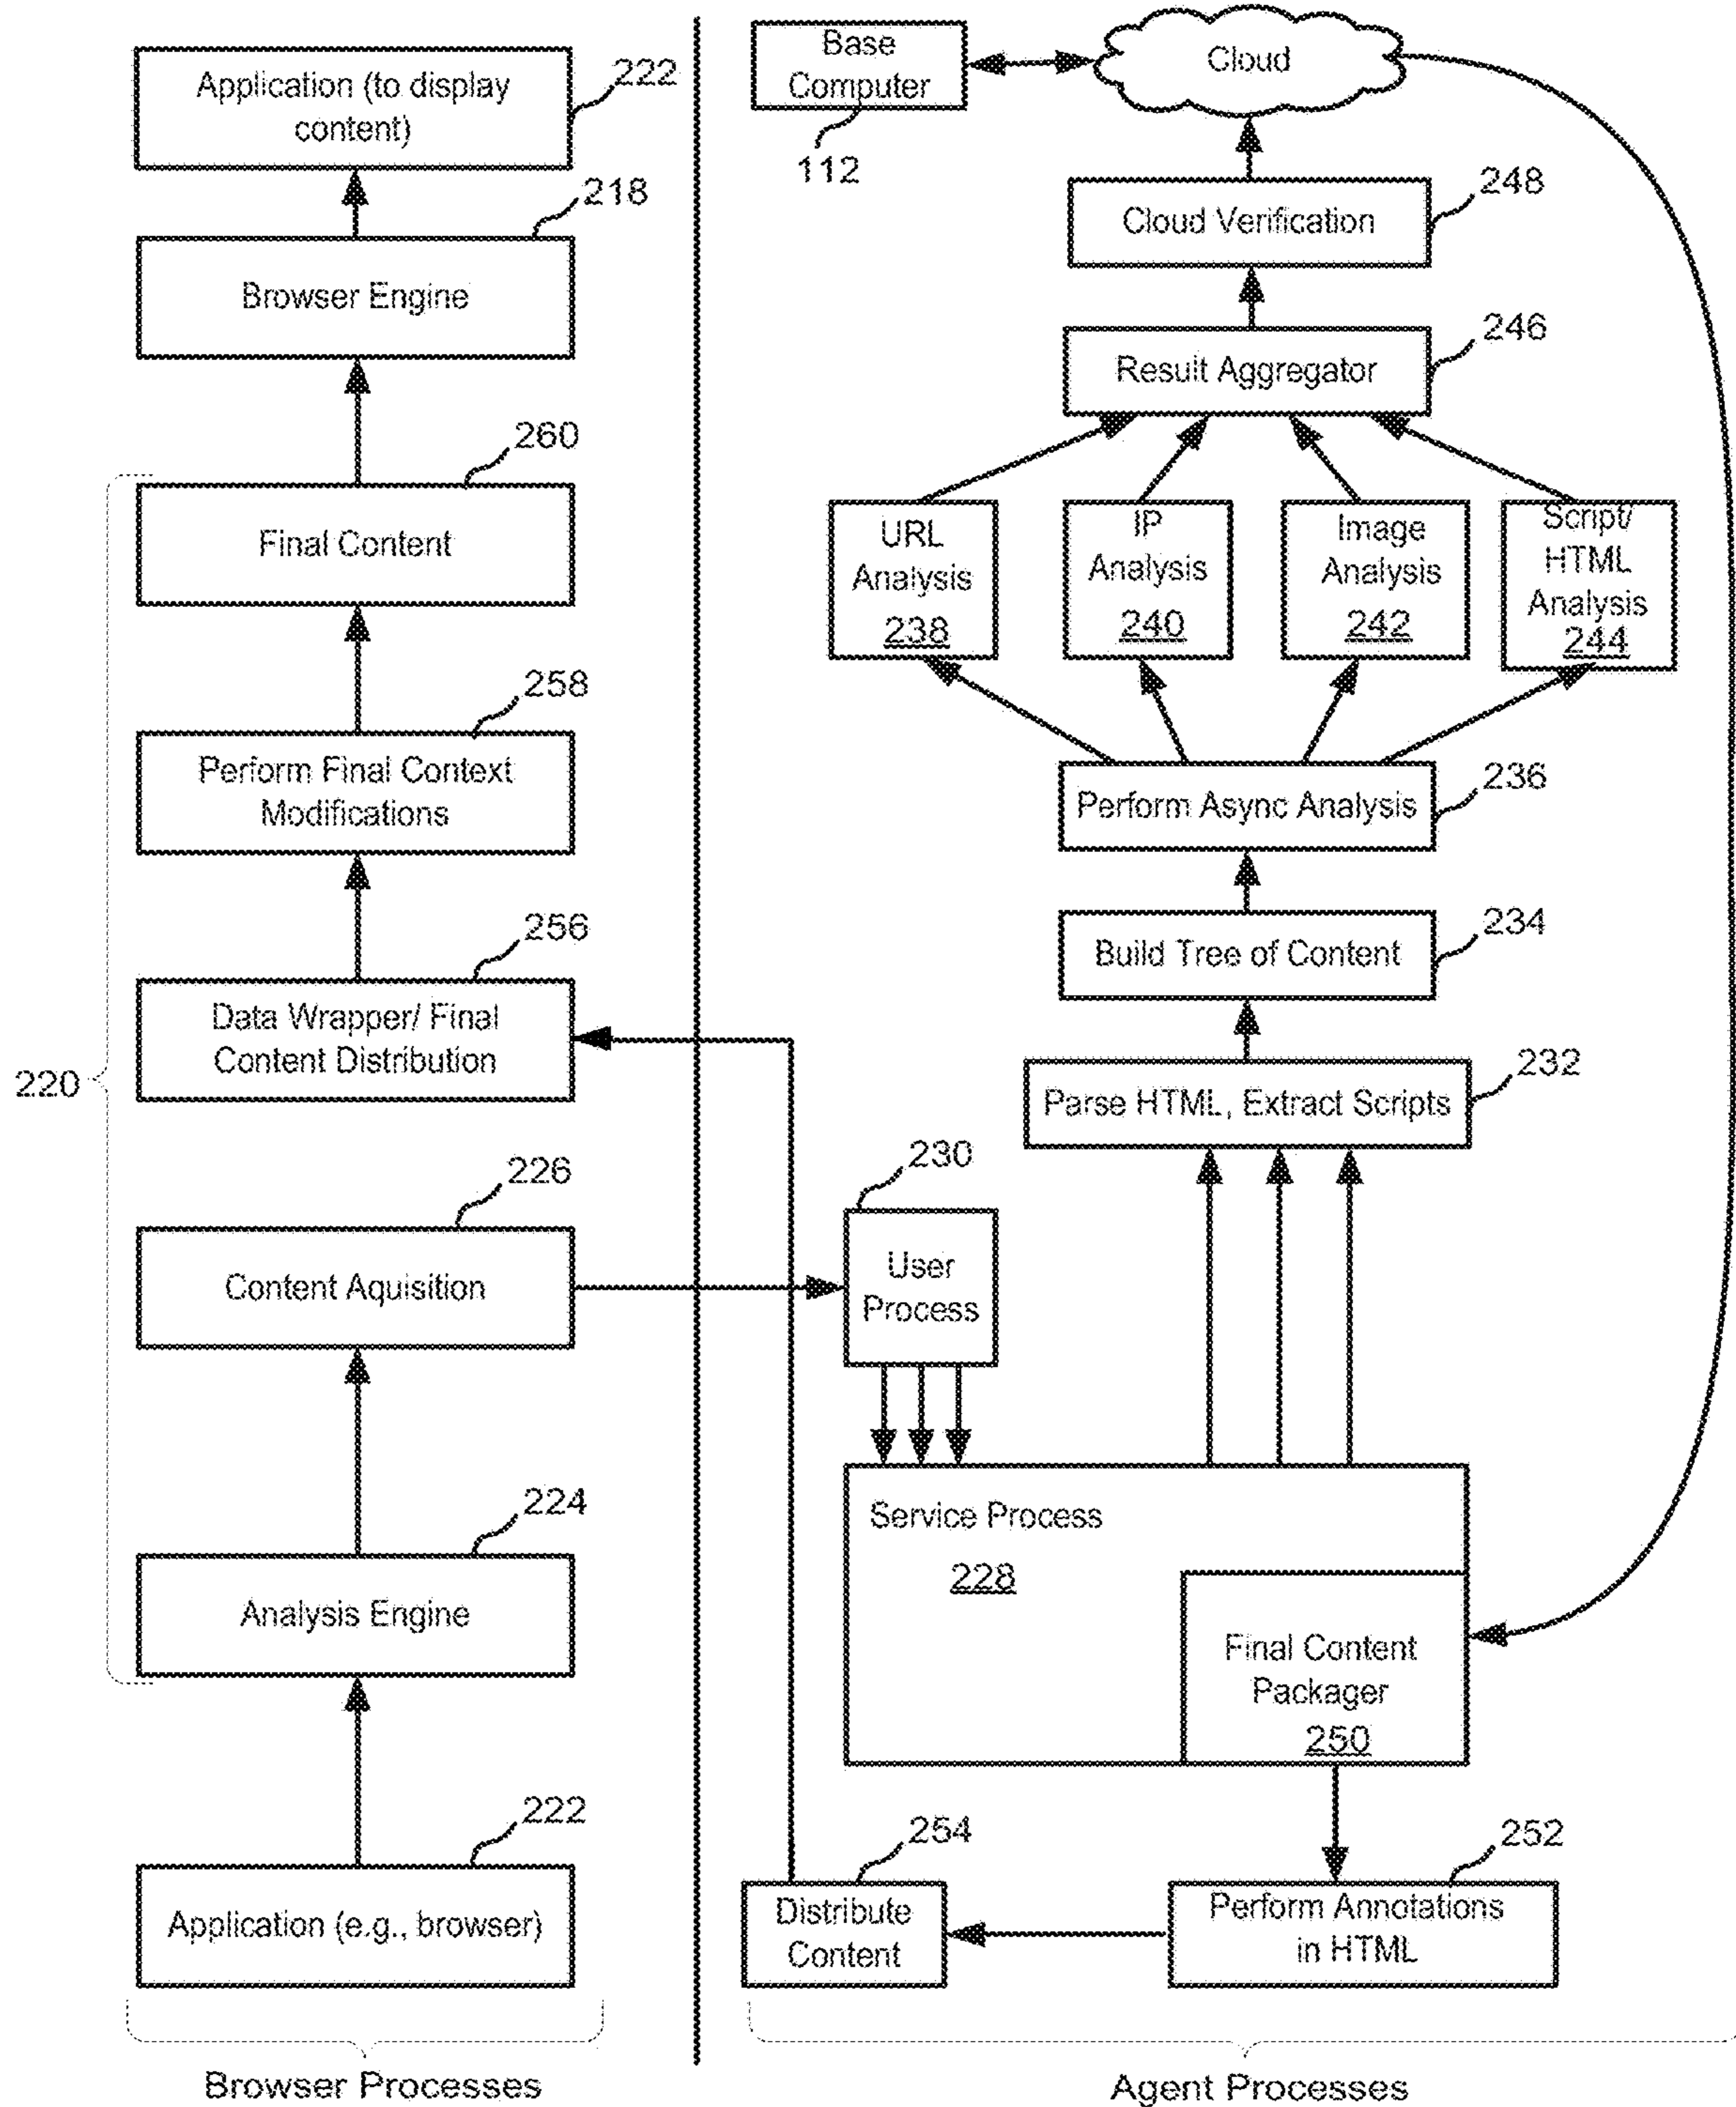 Application (to display
content)
222
218
Browser Engine
260
Final Content
258
Perform Final Context
Modifications
256
Data Wrapper/ Final
Content Distribution
220
226
Content Aquisition
224
Analysis Engine
222
Application (e.g., browser)
Browser Processes
Base
Computer
112
Cloud
248
Cloud Verification
246
Result Aggregator
URL
Analysis
238
IP
Analysis
240
Image
Analysis
242
Script/
HTML
Analysis
244
236
Perform Async Analysis
234
Build Tree of Content
232
Parse HTML, Extract Scripts
230
User
Process
Service Process
228
Final Content
Packager
250
254
Distribute
Content
252
Perform Annotations
in HTML
Agent Processes